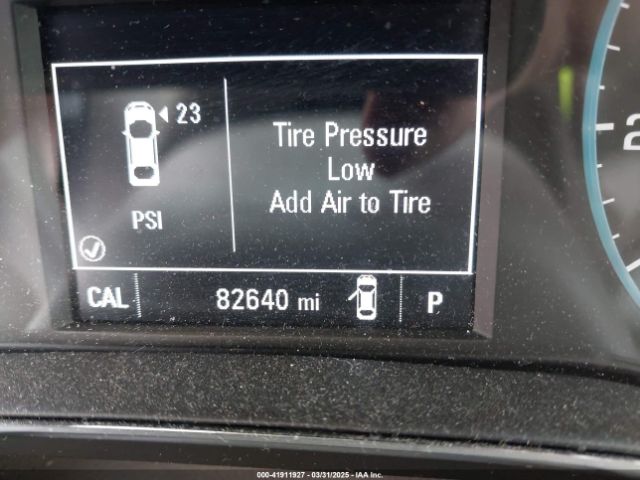 23
Tire Pressure
Low
Add Air to Tire
PSI
CAL 82640 mi P
2
000-41911927 - 03/31/2025 - IAA Inc.